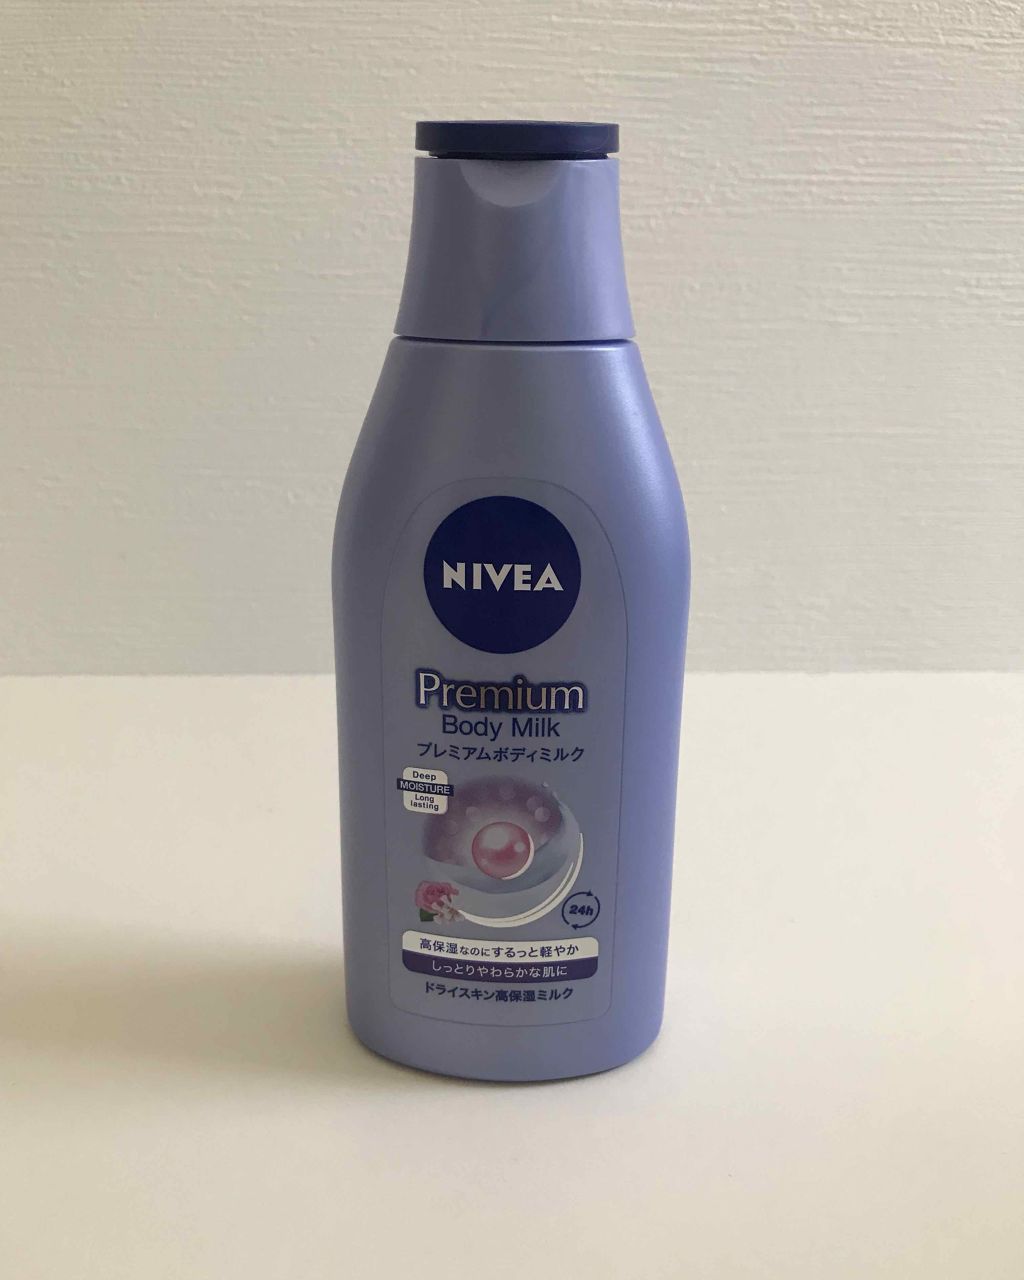 NIVEA
Premium
Body Milk
プレミアムボディミルク
Deep
MOISTURE
Long
lasting
24h
高保湿なのにするっと軽やか
しっとりやわらかな肌に
ドライスキン高保湿ミルク